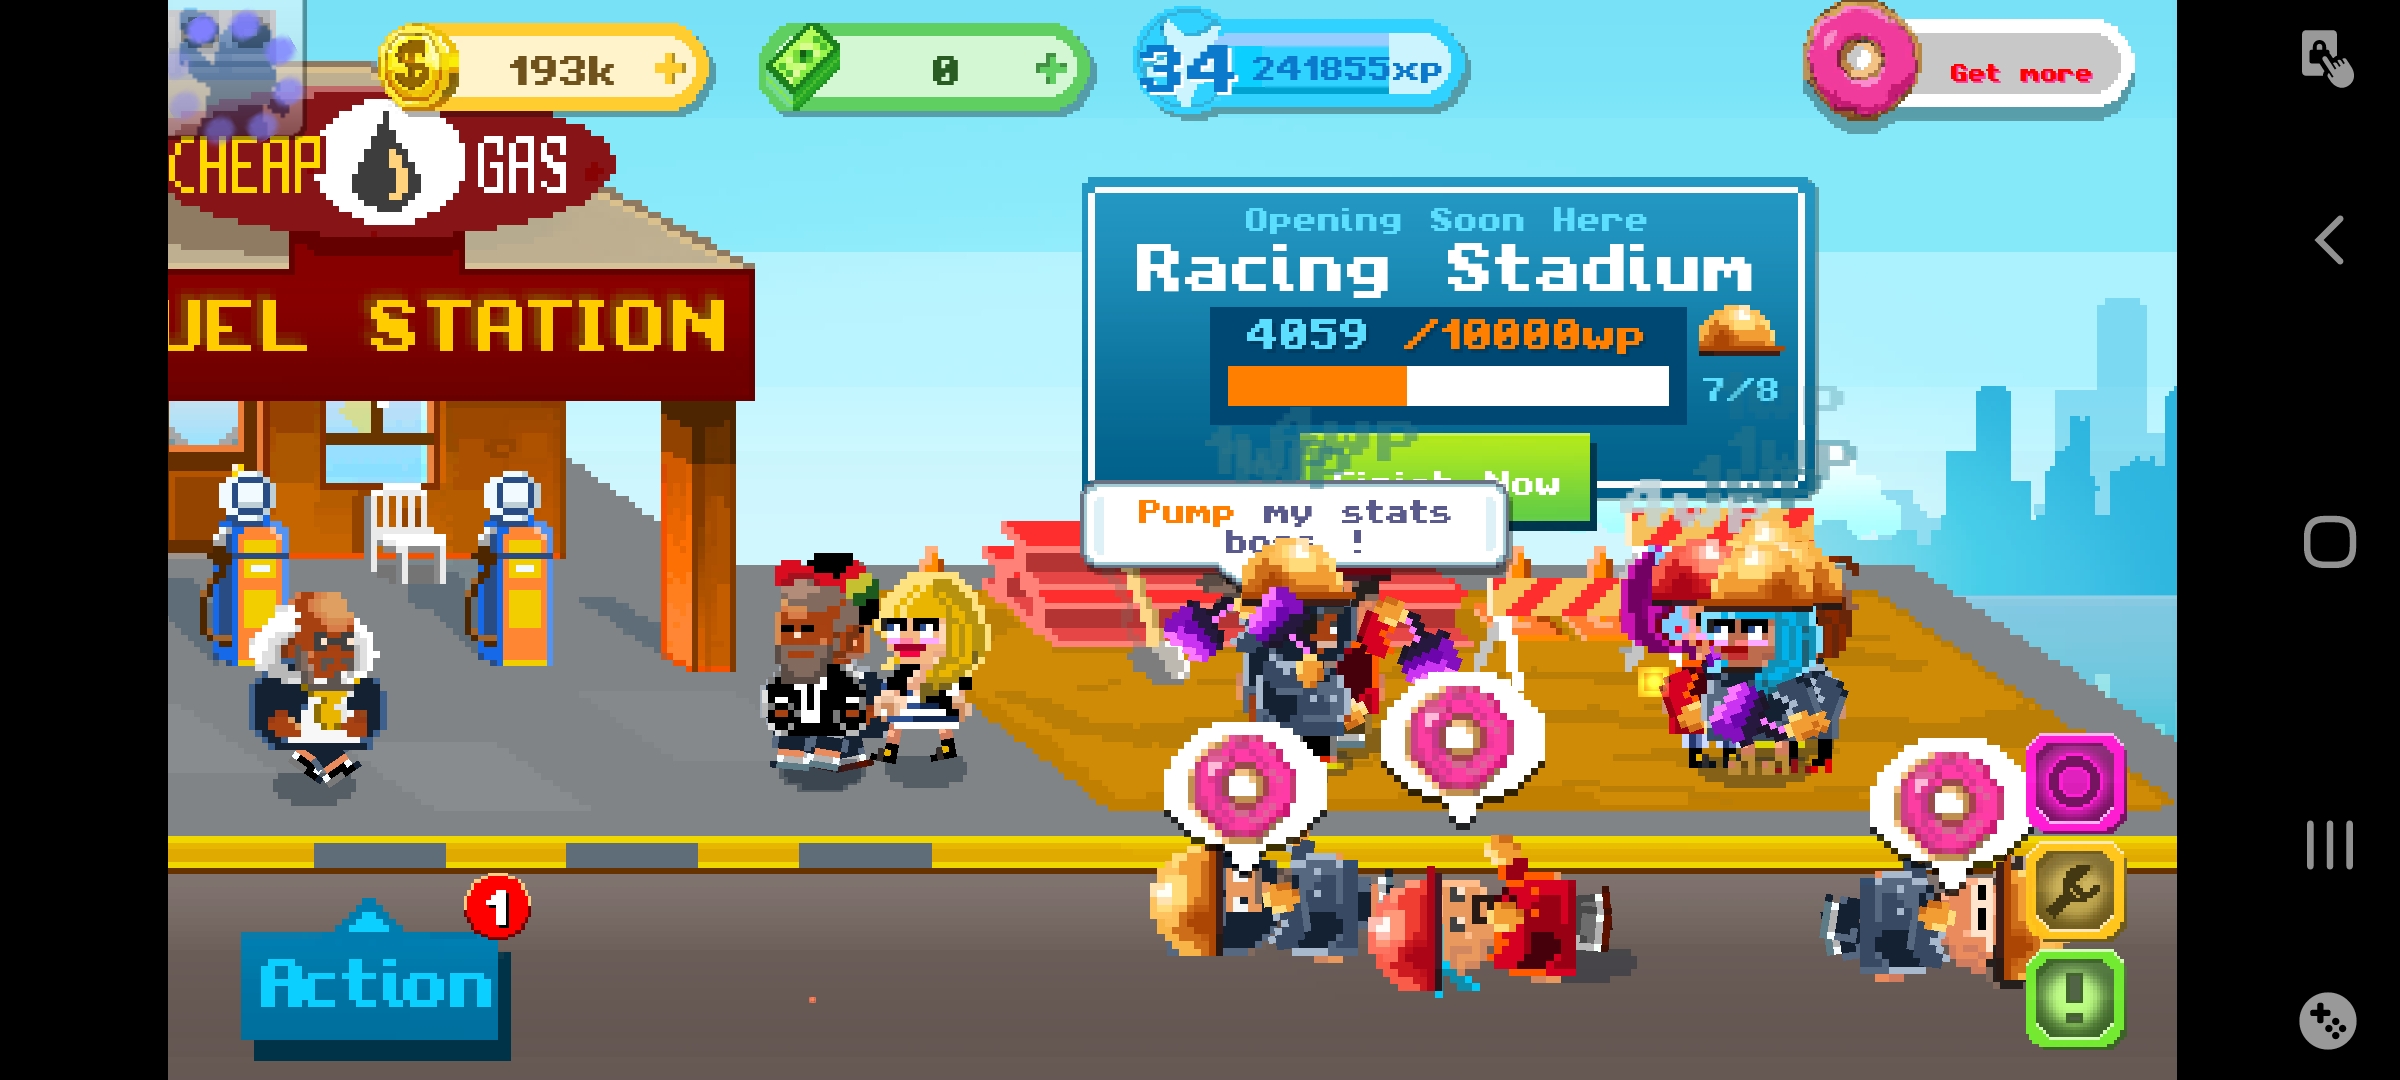 193k
0
34 241855xp
Get more
CHEAP GAS
UEL STATION
Opening Soon Here
Racing Stadium
4059 /10000wp
7/8
Now
Pump my stats
!
1
Action